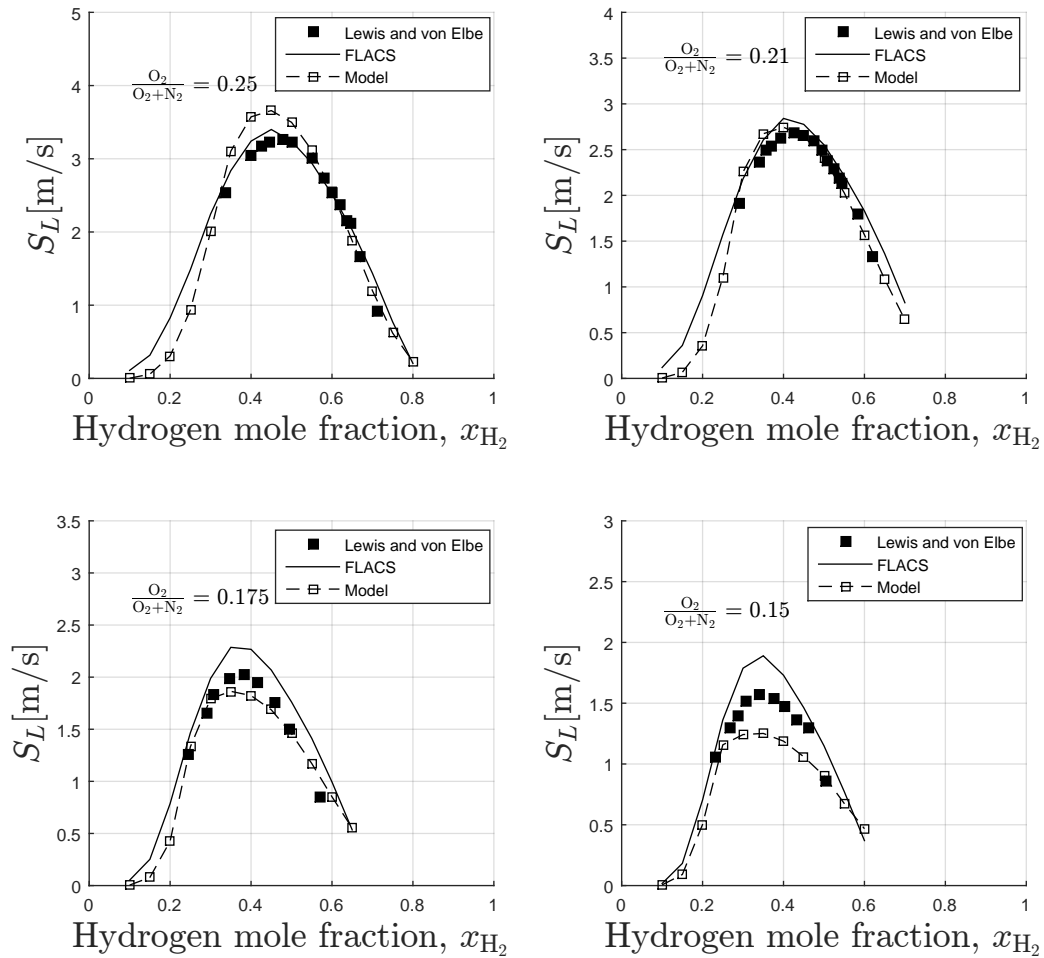 5
4
3
2
1
0
0
0.2
0.4
0.6
0.8
1
S_L[m/s]
Hydrogen mole fraction, x_H2
O2/O2+N2 = 0.25
Lewis and von Elbe
FLACS
Model
4
3.5
3
2.5
2
1.5
1
0.5
0
0
0.2
0.4
0.6
0.8
1
S_L[m/s]
Hydrogen mole fraction, x_H2
O2/O2+N2 = 0.21
Lewis and von Elbe
FLACS
Model
3.5
3
2.5
2
1.5
1
0.5
0
0
0.2
0.4
0.6
0.8
1
S_L[m/s]
Hydrogen mole fraction, x_H2
O2/O2+N2 = 0.175
Lewis and von Elbe
FLACS
Model
3
2.5
2
1.5
1
0.5
0
0
0.2
0.4
0.6
0.8
1
S_L[m/s]
Hydrogen mole fraction, x_H2
O2/O2+N2 = 0.15
Lewis and von Elbe
FLACS
Model